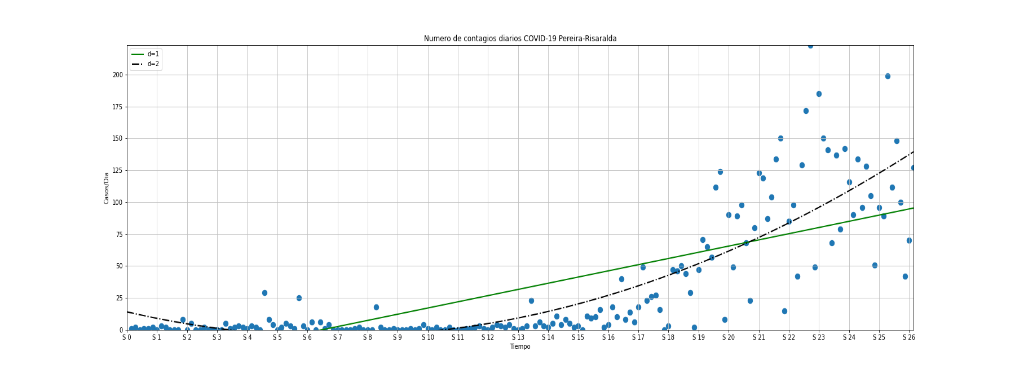 Numero de contagios diarios COVID-19 Pereira-Risaralda
d=1
d=2
200
175
150
125
100
75
50
25
0
Casos/Dia
S 0 S 1 S 2 S 3 S 4 S 5 S 6 S 7 S 8 S 9 S 10 S 11 S 12 S 13 S 14 S 15 S 16 S 17 S 18 S 19 S 20 S 21 S 22 S 23 S 24 S 25 S 26
Tiempo